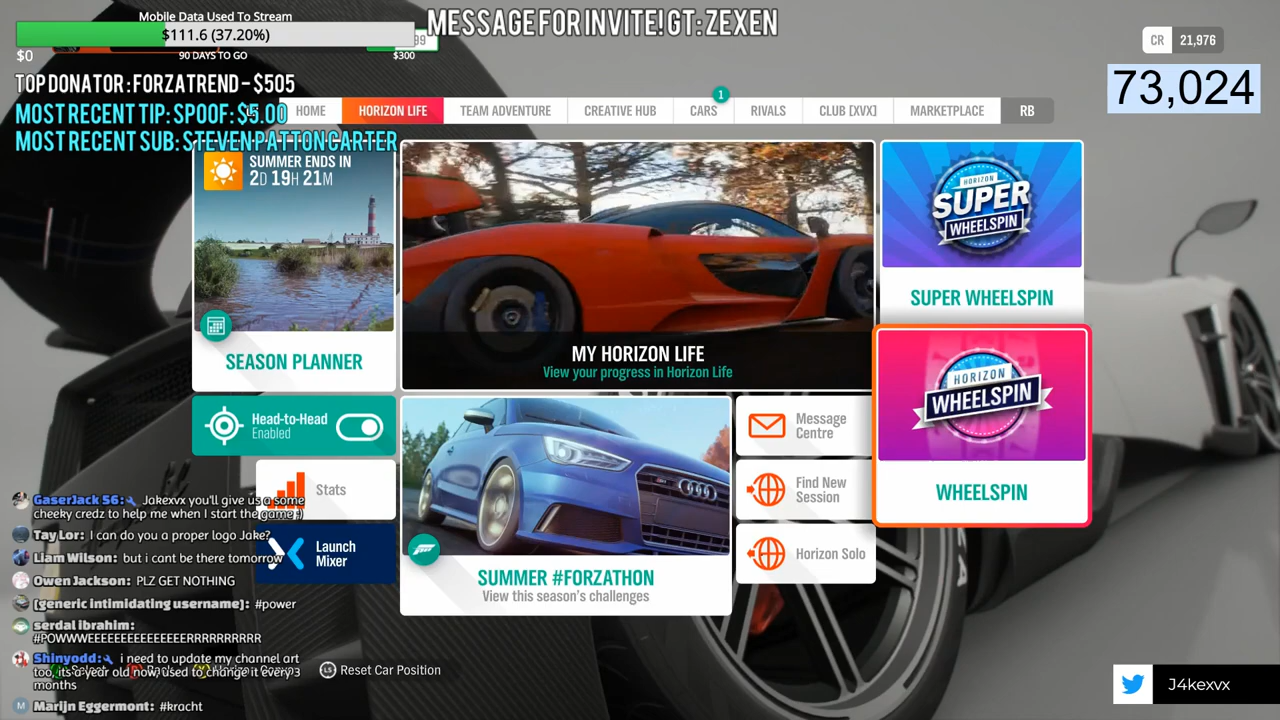 Mobile Data Used To Stream
$111.6 (37.20%)
$0
90 DAYS TO GO
$300
MESSAGE FOR INVITE! GT: ZEXEN
CR 21,976
73,024
TOP DONATOR : FORZATREND - $505
MOST RECENT TIP: SPOOF: $5.00
MOST RECENT SUB: STEVENPATTONCARTER
HOME
HORIZON LIFE
TEAM ADVENTURE
CREATIVE HUB
CARS
1
RIVALS
CLUB [XVX]
MARKETPLACE
RB
SUMMER ENDS IN
2D 19H 21M
SEASON PLANNER
MY HORIZON LIFE
View your progress in Horizon Life
HORIZON
SUPER
WHEELSPIN
SUPER WHEELSPIN
HORIZON
WHEELSPIN
WHEELSPIN
Head-to-Head
Enabled
Stats
Launch
Mixer
SUMMER #FORZATHON
View this season's challenges
Message
Centre
Find New
Session
Horizon Solo
GaserJack S6: Jakexvx you'll give us a some
cheeky credz to help me when I start the game :)
Tay Lor: I can do you a proper logo Jake?
Liam Wilson: but i cant be there tomorrow
Owen Jackson: PLZ GET NOTHING
[generic intimidating username]: #power
serdal ibrahim:
#POWWWEEEEEEEEEEEEEEERRRRRRRRRR
Shinyodd: i need to update my channel art
too, its a year old now, used to change it every 3
months
Marijn Eggermont: #kracht
LS Reset Car Position
J4kexvx